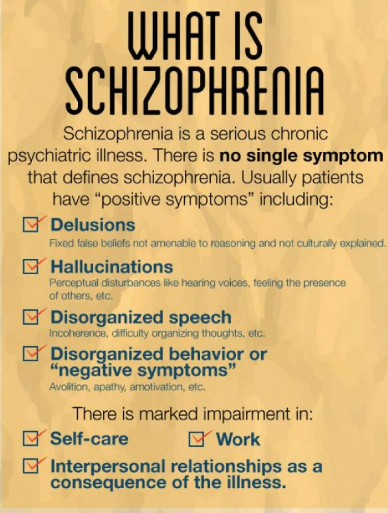 WHAT IS
SCHIZOPHRENIA
Schizophrenia is a serious chronic
psychiatric illness. There is no single symptom
that defines schizophrenia. Usually patients
have “positive symptoms” including:
Delusions
Fixed false beliefs not amenable to reasoning and not culturally explained.
Hallucinations
Perceptual disturbances like hearing voices, feeling the presence
of others, etc.
Disorganized speech
Incoherence, difficulty organizing thoughts, etc.
Disorganized behavior or
“negative symptoms”
Avolition, apathy, amotivation, etc.
There is marked impairment in:
Self-care
Work
Interpersonal relationships as a
consequence of the illness.